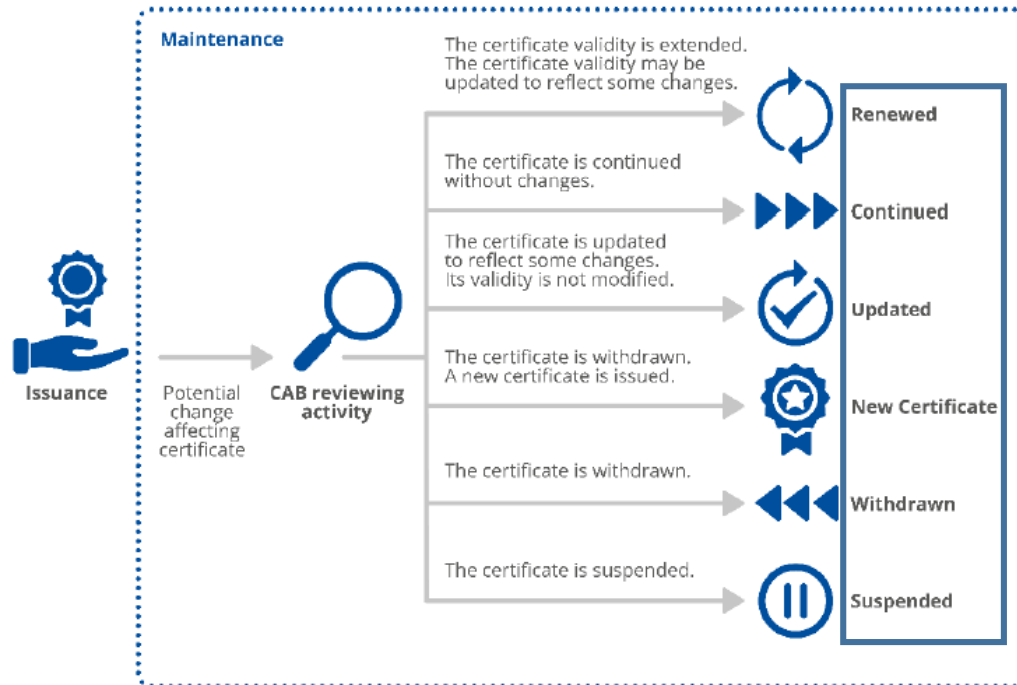 Maintenance
The certificate validity is extended.
The certificate validity may be
updated to reflect some changes.
Renewed
The certificate is continued
without changes.
Continued
The certificate is updated
to reflect some changes.
Its validity is not modified.
Updated
Issuance
Potential
change
affecting
certificate
CAB reviewing
activity
The certificate is withdrawn.
A new certificate is issued.
New Certificate
The certificate is withdrawn.
Withdrawn
The certificate is suspended.
Suspended